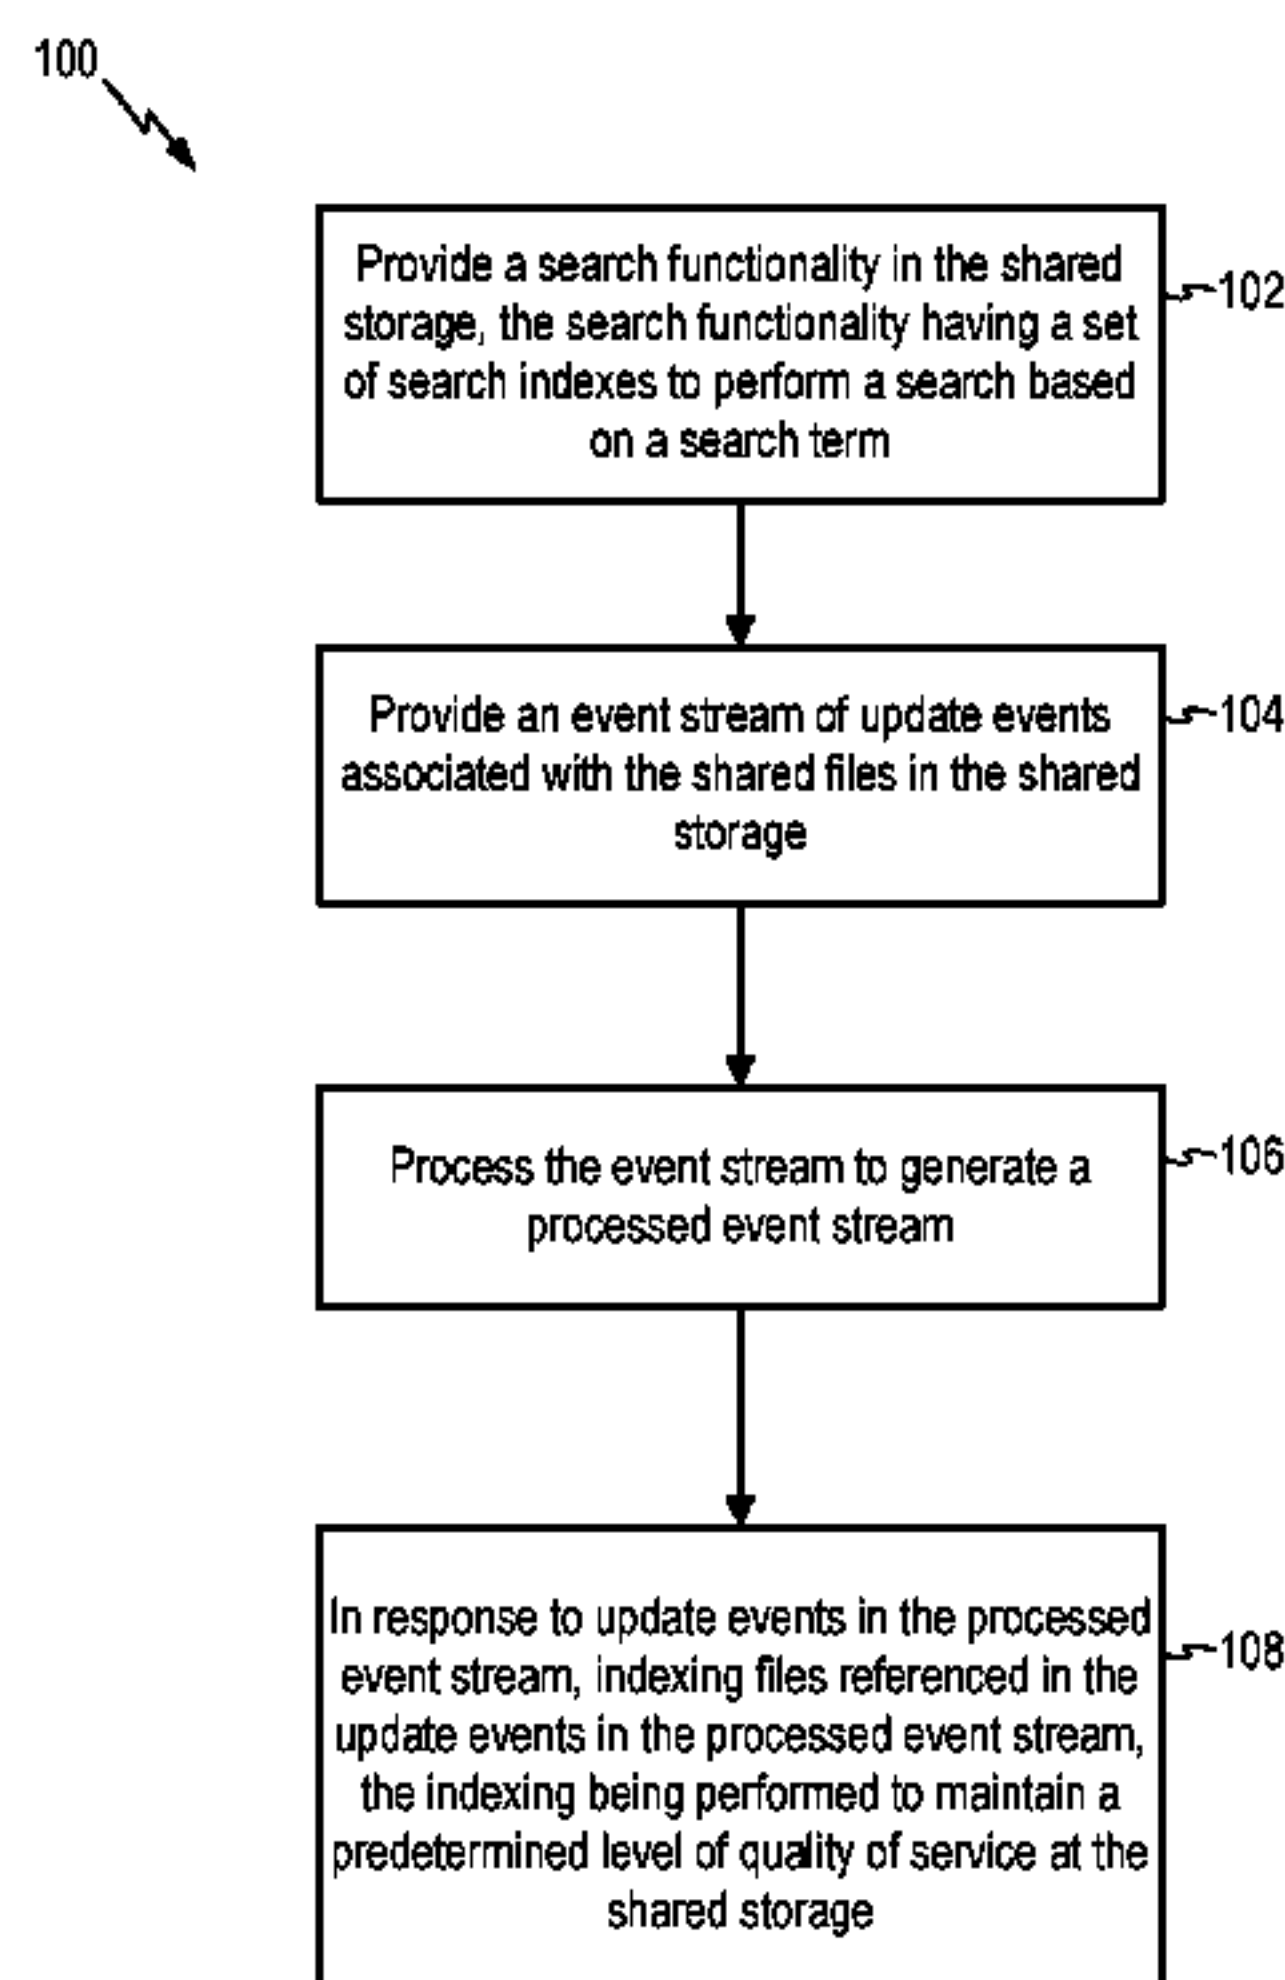 100
Provide a search functionality in the shared
storage, the search functionality having a set
of search indexes to perform a search based
on a search term
102
Provide an event stream of update events
associated with the shared files in the shared
storage
104
Process the event stream to generate a
processed event stream
106
In response to update events in the processed
event stream, indexing files referenced in the
update events in the processed event stream,
the indexing being performed to maintain a
predetermined level of quality of service at the
shared storage
108